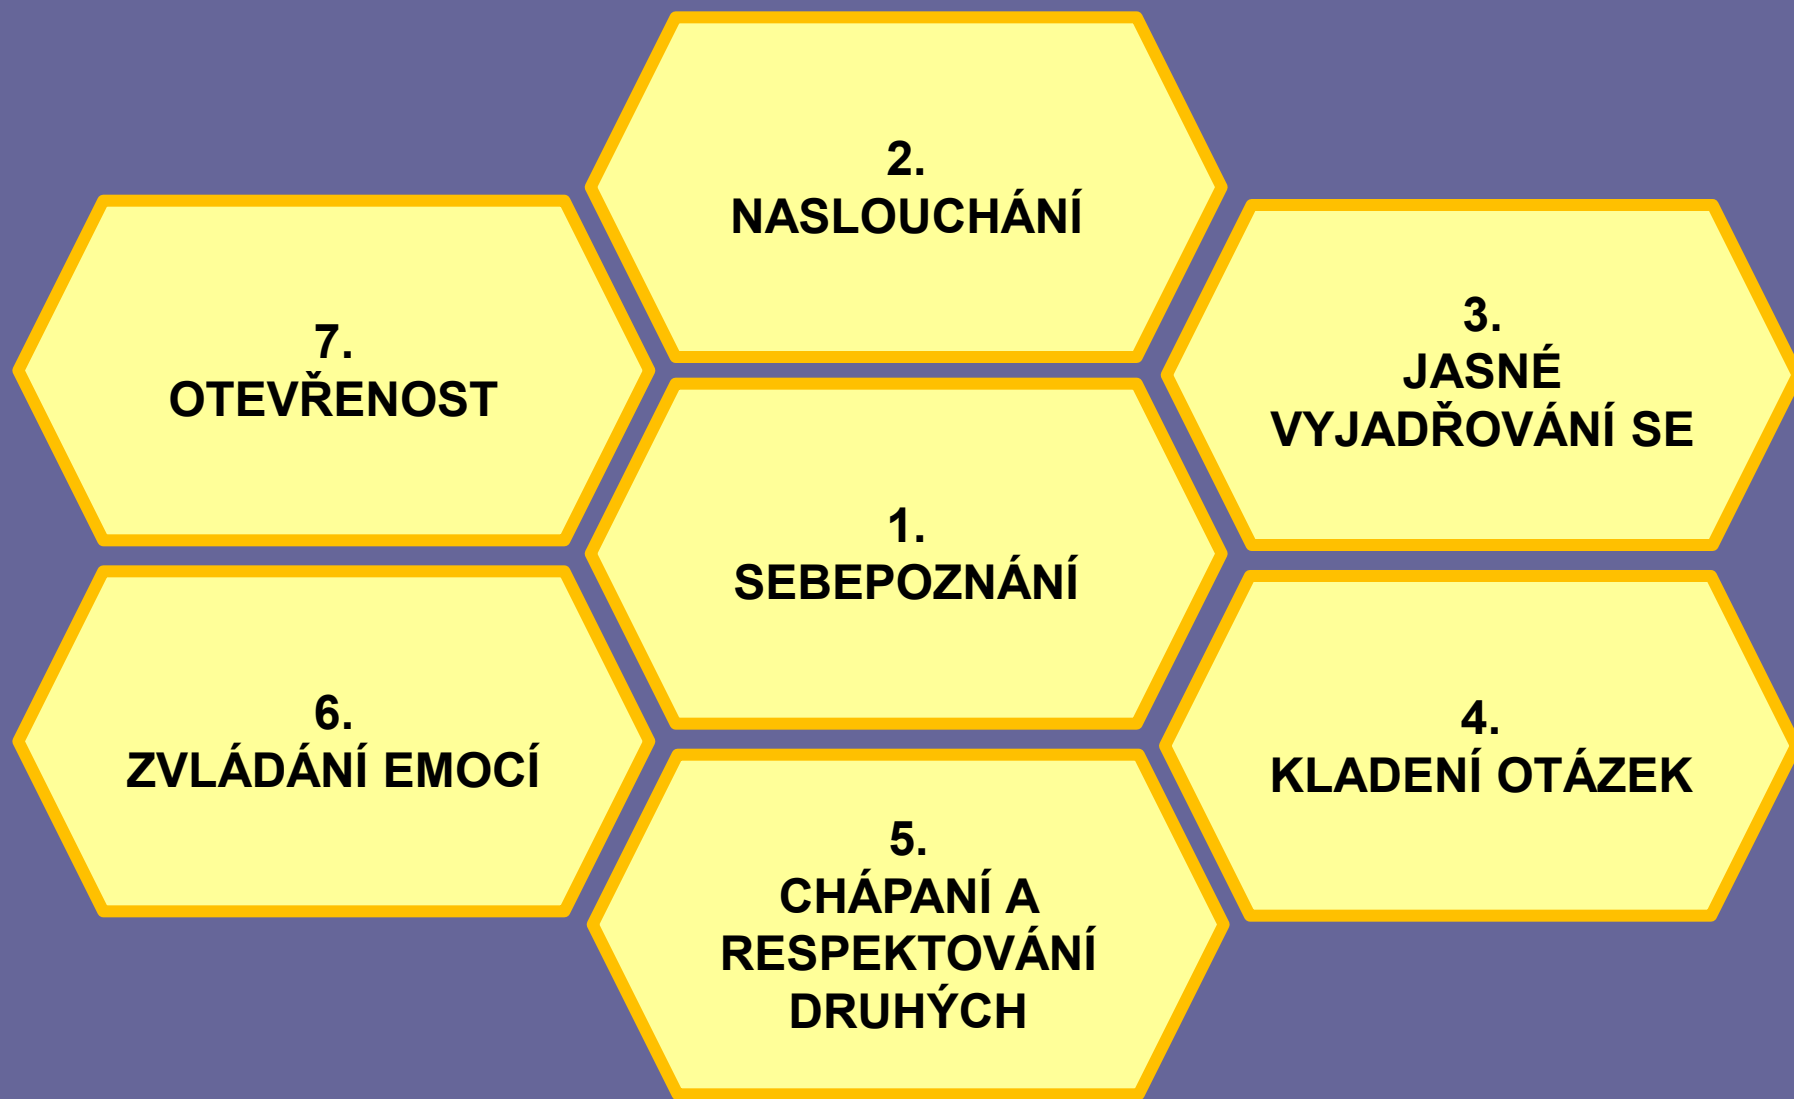 2.
NASLOUCHÁNÍ
7.
OTEVŘENOST
3.
JASNÉ
VYJADŘOVÁNÍ SE
1.
SEBEPOZNÁNÍ
6.
ZVLÁDÁNÍ EMOCÍ
4.
KLADENÍ OTÁZEK
5.
CHÁPANÍ A
RESPEKTOVÁNÍ
DRUHÝCH